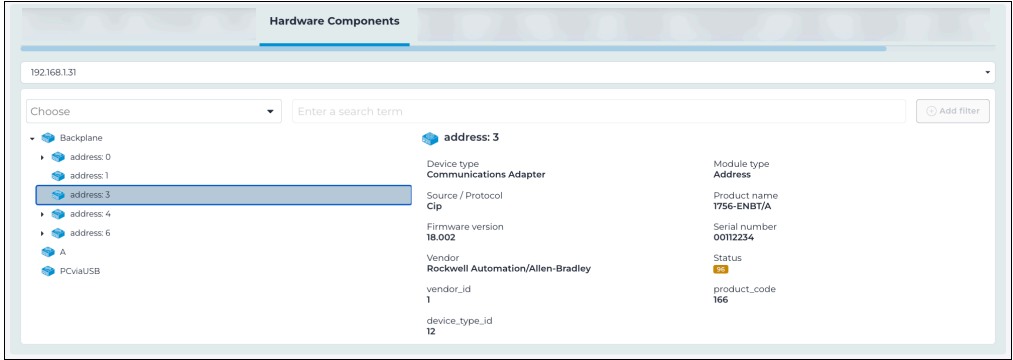 Hardware Components
192.168.1.31
Choose
Enter a search term
Add filter
Backplane
address: 0
address: 1
address: 3
address: 4
address: 6
A
PCviaUSB
address: 3
Device type
Communications Adapter
Module type
Address
Source / Protocol
Cip
Product name
1756-ENBT/A
Firmware version
18.002
Serial number
00112234
Vendor
Rockwell Automation/Allen-Bradley
Status
96
vendor_id
1
product_code
166
device_type_id
12